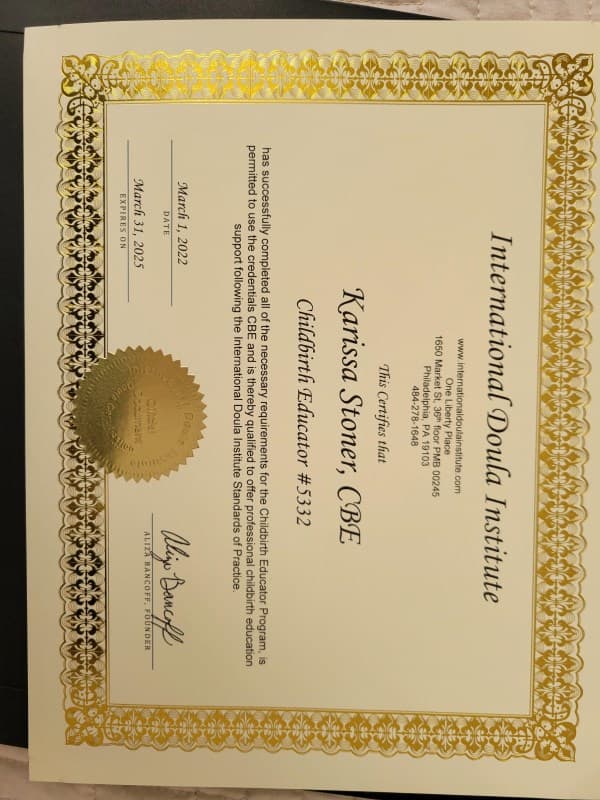 International Doula Institute
www.internationaldoulainstitute.com
One Liberty Place
1650 Market St, 36th floor PMB 00245
Philadelphia, PA 19103
484-278-1648
This Certifies that
Karissa Stoner, CBE
Childbirth Educator #5332
has successfully completed all of the necessary requirements for the Childbirth Educator Program, is
permitted to use the credentials CBE and is thereby qualified to offer professional childbirth education
support following the International Doula Institute Standards of Practice.
March 1, 2022
DATE
March 31, 2025
EXPIRES ON
Official
Document
Aliza Bancoff
ALIZA BANCOFF, FOUNDER